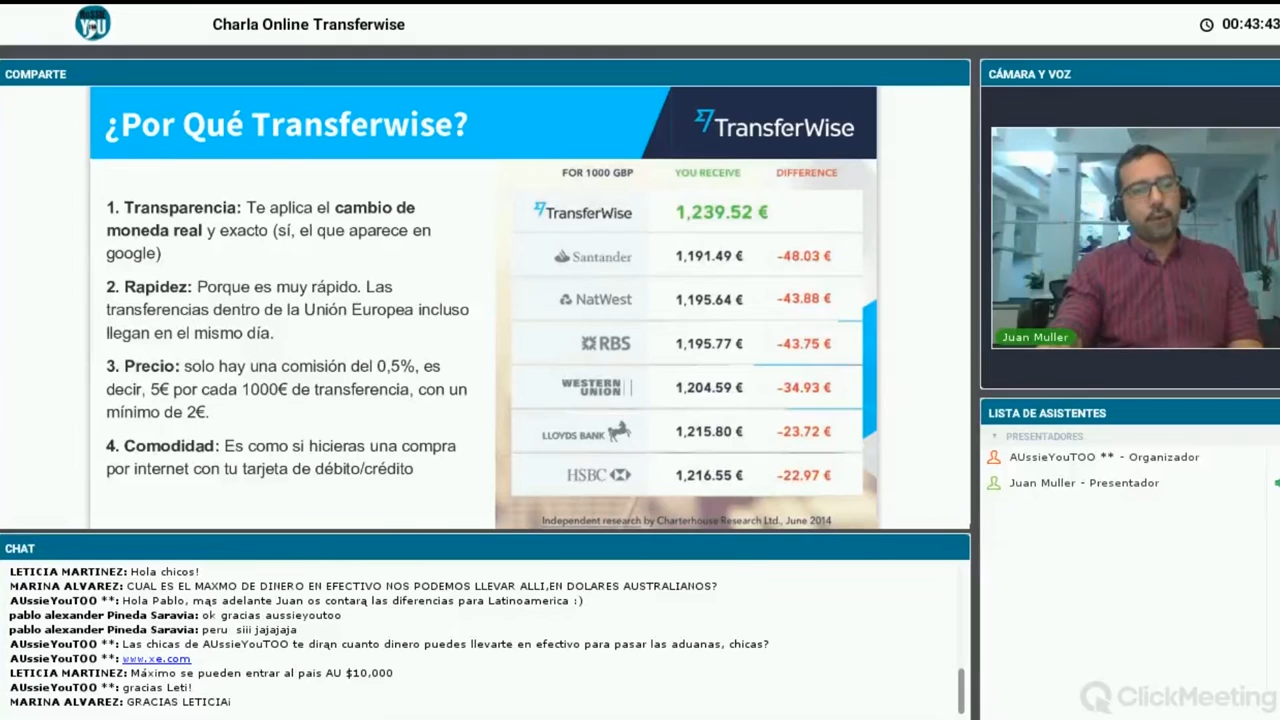 AUSSIE
YOU
Charla Online Transferwise
00:43:43
COMPARTE
¿Por Qué Transferwise?
TransferWise
1. Transparencia: Te aplica el cambio de
moneda real y exacto (sí, el que aparece en
google)
2. Rapidez: Porque es muy rápido. Las
transferencias dentro de la Unión Europea incluso
llegan en el mismo día.
3. Precio: solo hay una comisión del 0,5%, es
decir, 5€ por cada 1000€ de transferencia, con un
mínimo de 2€.
4. Comodidad: Es como si hicieras una compra
por internet con tu tarjeta de débito/crédito
FOR 1000 GBP YOU RECEIVE DIFFERENCE
TransferWise 1,239.52 €
Santander 1,191.49 € -48.03 €
NatWest 1,195.64 € -43.88 €
RBS 1,195.77 € -43.75 €
WESTERN UNION 1,204.59 € -34.93 €
LLOYDS BANK 1,215.80 € -23.72 €
HSBC 1,216.55 € -22.97 €
Independent research by Charterhouse Research Ltd., June 2014
CÁMARA Y VOZ
Juan Muller
LISTA DE ASISTENTES
PRESENTADORES
AUssieYouTOO ** - Organizador
Juan Muller - Presentador
CHAT
LETICIA MARTINEZ: Hola chicos!
MARINA ALVAREZ: CUAL ES EL MAXMO DE DINERO EN EFECTIVO NOS PODEMOS LLEVAR ALLI,EN DOLARES AUSTRALIANOS?
AUssieYouTOO **: Hola Pablo, mąs adelante Juan os contarą las diferencias para Latinoamerica :)
pablo alexander Pineda Saravia: ok gracias aussieyoutoo
pablo alexander Pineda Saravia: peru siii jajajaja
AUssieYouTOO **: Las chicas de AUssieYouTOO te dirąn cuanto dinero puedes llevarte en efectivo para pasar las aduanas, chicas?
AUssieYouTOO **: www.xe.com
LETICIA MARTINEZ: Máximo se pueden entrar al pais AU $10,000
AUssieYouTOO **: gracias Leti!
MARINA ALVAREZ: GRACIAS LETICIA¡
ClickMeeting